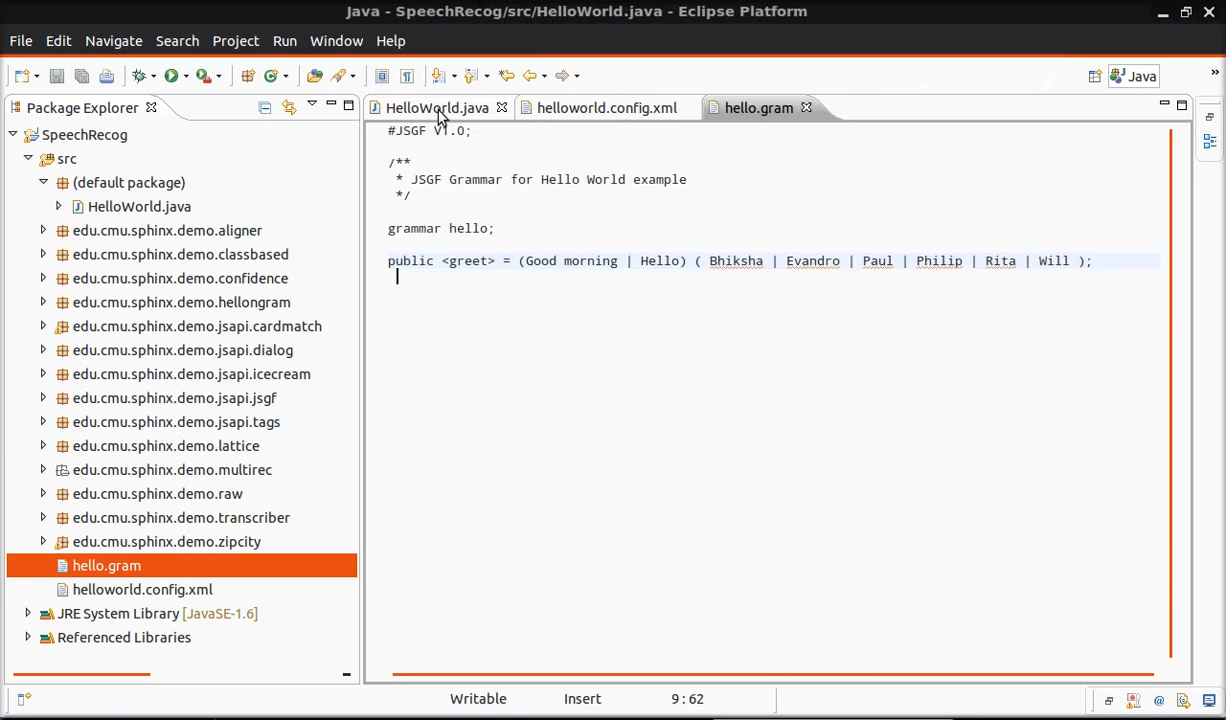 Java - SpeechRecog/src/HelloWorld.java - Eclipse Platform
File Edit Navigate Search Project Run Window Help
Java
Package Explorer
HelloWorld.java
helloworld.config.xml
hello.gram
SpeechRecog
src
(default package)
HelloWorld.java
edu.cmu.sphinx.demo.aligner
edu.cmu.sphinx.demo.classbased
edu.cmu.sphinx.demo.confidence
edu.cmu.sphinx.demo.hellongram
edu.cmu.sphinx.demo.jsapi.cardmatch
edu.cmu.sphinx.demo.jsapi.dialog
edu.cmu.sphinx.demo.jsapi.icecream
edu.cmu.sphinx.demo.jsapi.jsgf
edu.cmu.sphinx.demo.jsapi.tags
edu.cmu.sphinx.demo.lattice
edu.cmu.sphinx.demo.multirec
edu.cmu.sphinx.demo.raw
edu.cmu.sphinx.demo.transcriber
edu.cmu.sphinx.demo.zipcity
hello.gram
helloworld.config.xml
JRE System Library [JavaSE-1.6]
Referenced Libraries
#JSGF V1.0;
/**
* JSGF Grammar for Hello World example
*/
grammar hello;
public <greet> = (Good morning | Hello) ( Bhiksha | Evandro | Paul | Philip | Rita | Will );
Writable Insert 9:62